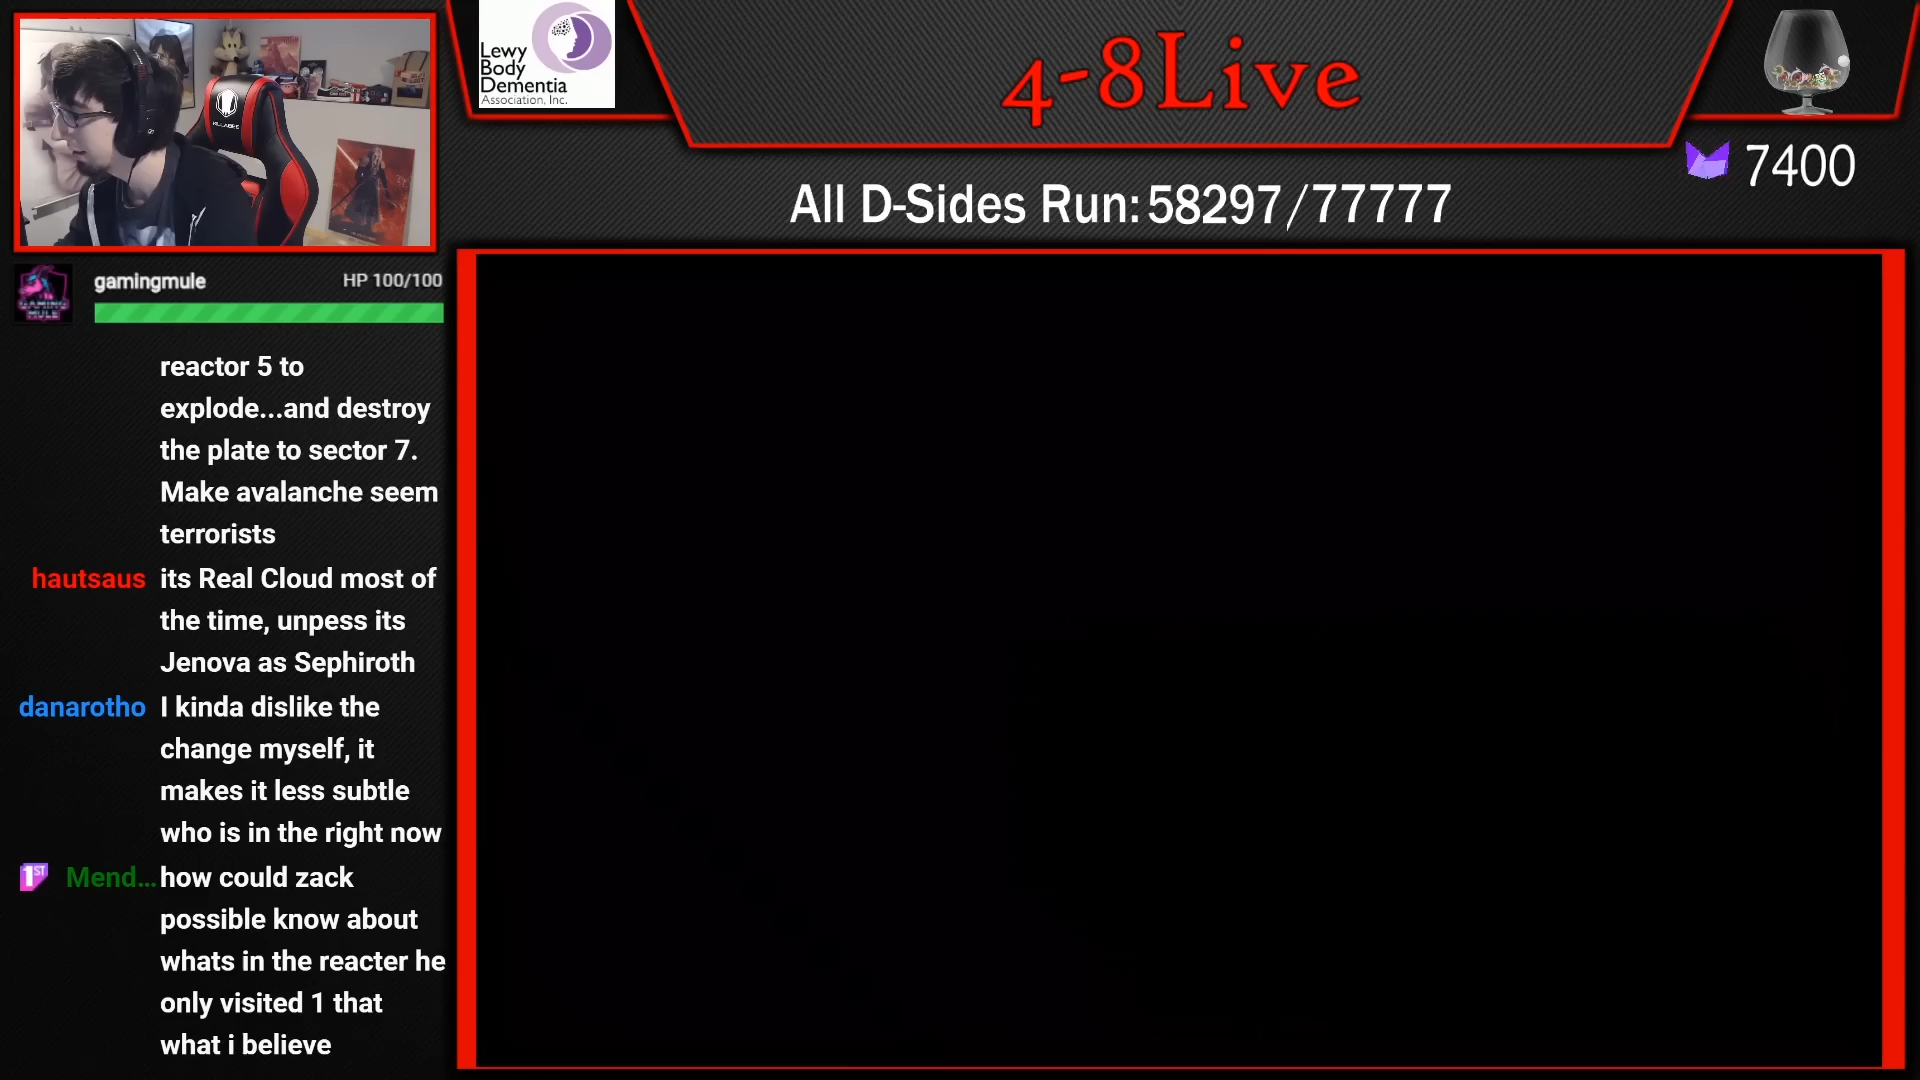 Lewy
Body
Dementia
Association, Inc.
4-8Live
7400
All D-Sides Run:58297/77777
KILLABEE
gamingmule HP 100/100
GAMING
MULE
reactor 5 to
explode...and destroy
the plate to sector 7.
Make avalanche seem
terrorists
hautsaus its Real Cloud most of
the time, unpess its
Jenova as Sephiroth
danarotho I kinda dislike the
change myself, it
makes it less subtle
who is in the right now
1ST Mend... how could zack
possible know about
whats in the reacter he
only visited 1 that
what i believe